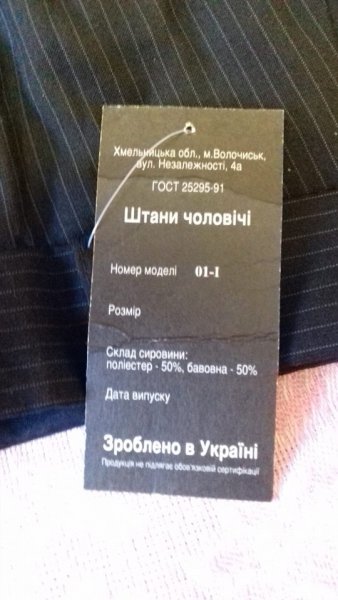 Хмельницька обл., м.Волочиськ,
вул. Незалежності, 4а
ГОСТ 25295-91
Штани чоловічі
Номер моделі 01-I
Розмір
Склад сировини:
поліестер - 50%, бавовна - 50%
Дата випуску
Зроблено в Україні
Продукція не підлягає обов'язковій сертифікації